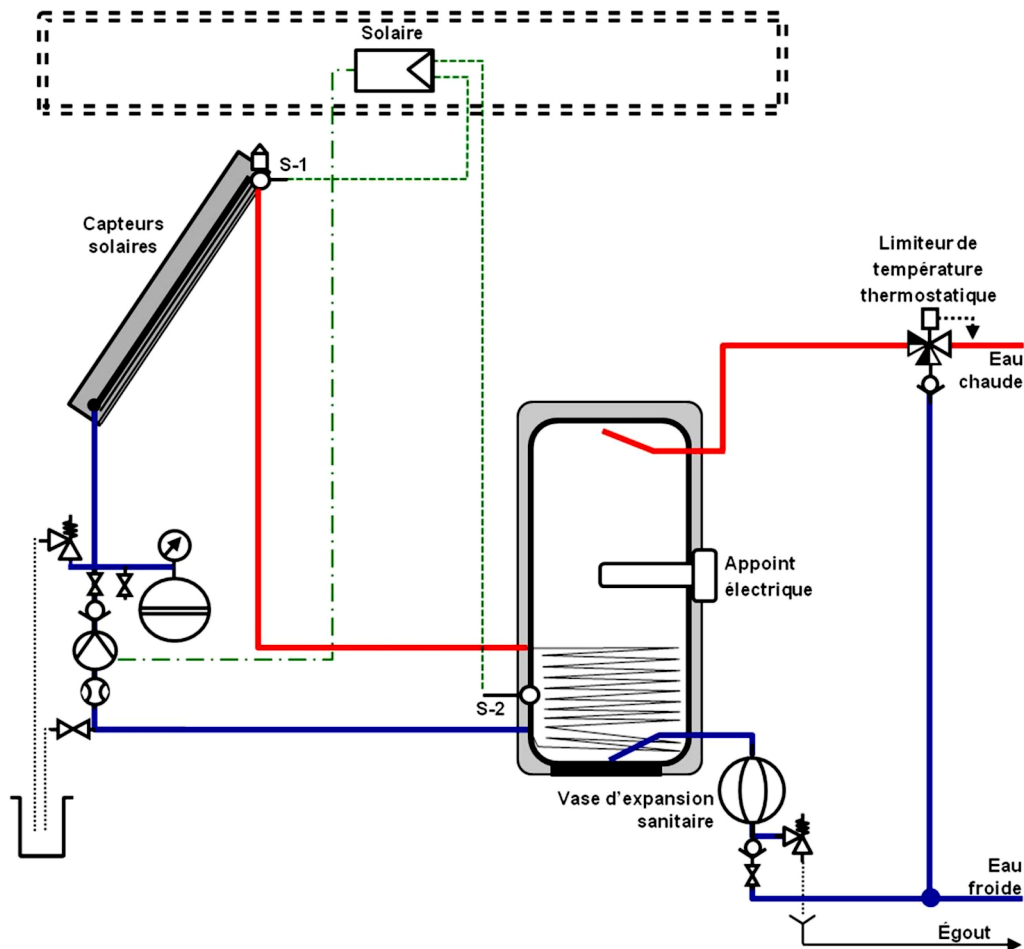 Solaire
S-1
Capteurs
solaires
Limiteur de
température
thermostatique
Eau
chaude
Appoint
électrique
S-2
Vase d'expansion
sanitaire
Eau
froide
Égout